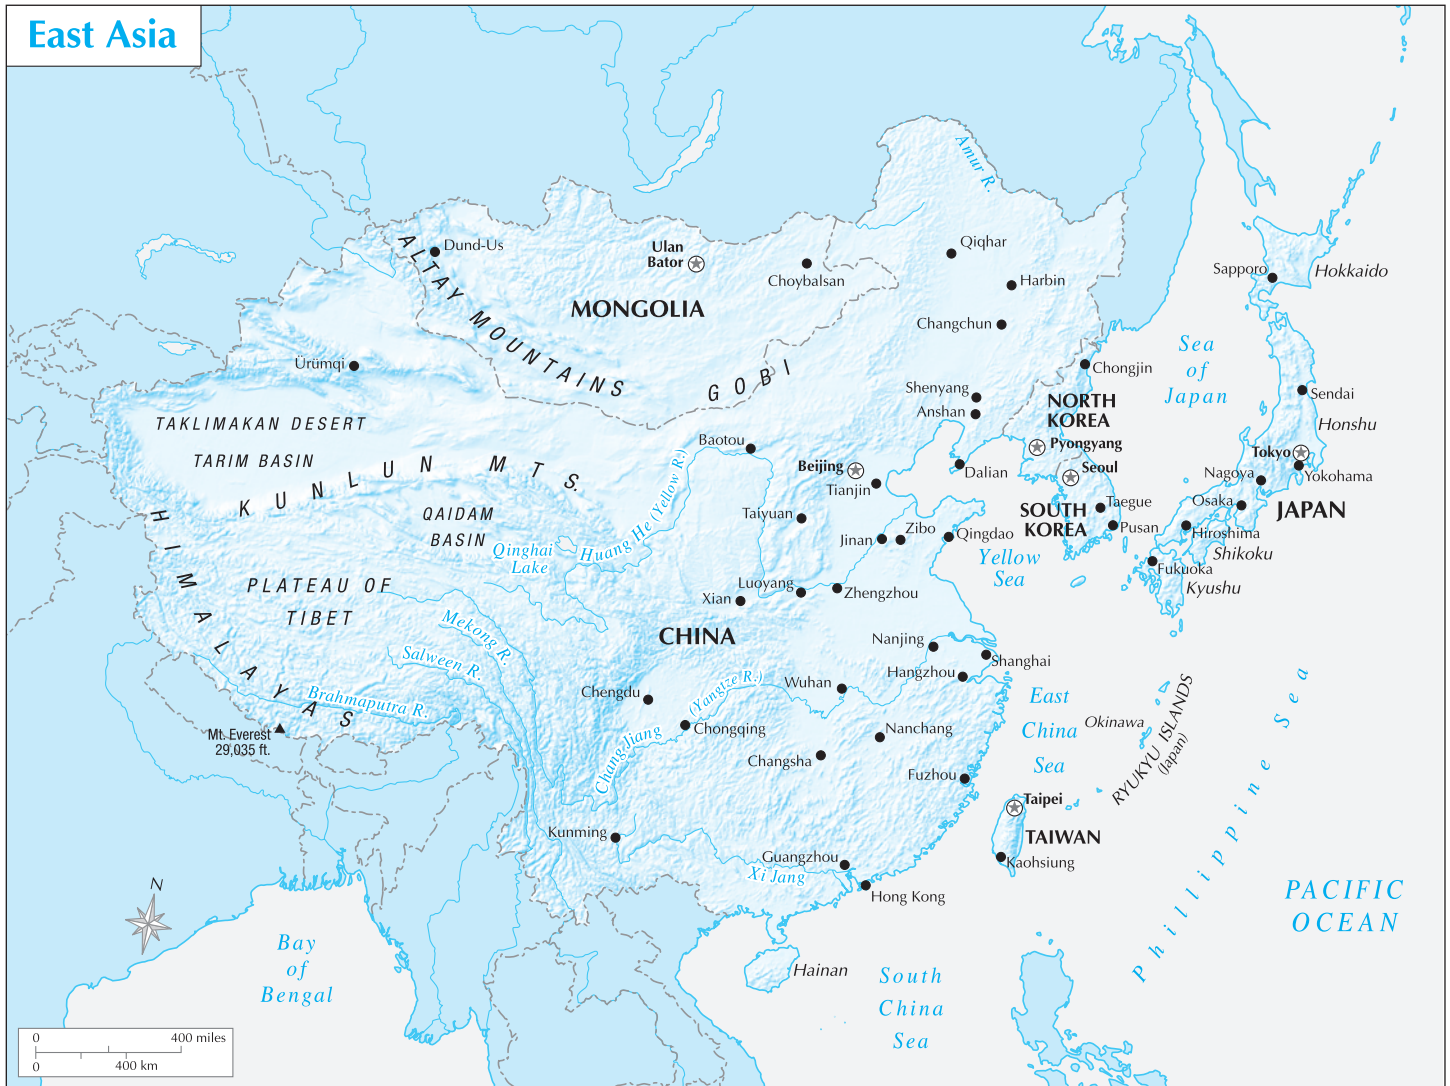 East Asia
Amur R.
Dund-Us
Ulan
Bator
Choybalsan
Qiqhar
Harbin
Changchun
Sapporo
Hokkaido
ALTAY MOUNTAINS
MONGOLIA
GOBI
Ürümqi
Sea
of
Japan
Chongjin
Shenyang
Anshan
NORTH
KOREA
Pyongyang
Sendai
Honshu
TAKLIMAKAN DESERT
TARIM BASIN
KUNLUN MTS.
Baotou
Beijing
Tianjin
Dalian
Seoul
Tokyo
Yokohama
Nagoya
Osaka
JAPAN
QAIDAM
BASIN
Taiyuan
SOUTH
KOREA
Taegue
Pusan
Hiroshima
Shikoku
Fukuoka
Kyushu
Qinghai
Lake
Huang He (Yellow R.)
Jinan
Zibo
Qingdao
Yellow
Sea
HIMALAYAS
PLATEAU OF
TIBET
Luoyang
Zhengzhou
Xian
CHINA
Mekong R.
Salween R.
Brahmaputra R.
Nanjing
Shanghai
Hangzhou
Wuhan
Chengdu
Chongqing
Chang Jiang
(Yangtze R.)
Nanchang
Changsha
Fuzhou
East
China
Sea
Okinawa
RYUKYU ISLANDS
(Japan)
Phillippine Sea
Mt. Everest
29,035 ft.
Taipei
TAIWAN
Kaohsiung
Kunming
Guangzhou
Xi Jang
Hong Kong
PACIFIC
OCEAN
N
Bay
of
Bengal
Hainan
South
China
Sea
0
400 miles
0
400 km